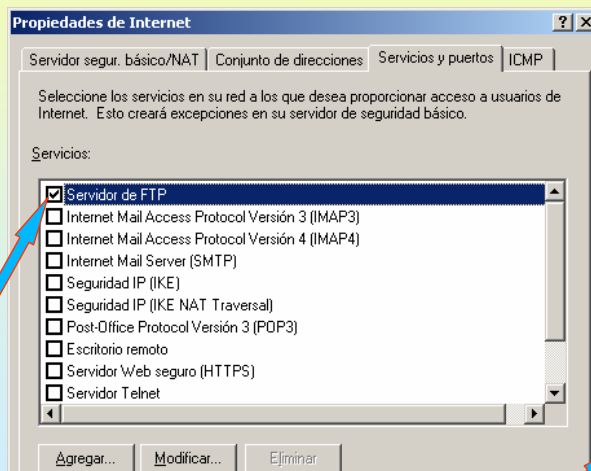 Propiedades de Internet
Servidor segur. básico/NAT
Conjunto de direcciones
Servicios y puertos
ICMP
Seleccione los servicios en su red a los que desea proporcionar acceso a usuarios de
Internet. Esto creará excepciones en su servidor de seguridad básico.
Servicios:
Servidor de FTP
Internet Mail Access Protocol Versión 3 (IMAP3)
Internet Mail Access Protocol Versión 4 (IMAP4)
Internet Mail Server (SMTP)
Seguridad IP (IKE)
Seguridad IP (IKE NAT Traversal)
Post-Office Protocol Versión 3 (POP3)
Escritorio remoto
Servidor Web seguro (HTTPS)
Servidor Telnet
Agregar...
Modificar...
Eliminar